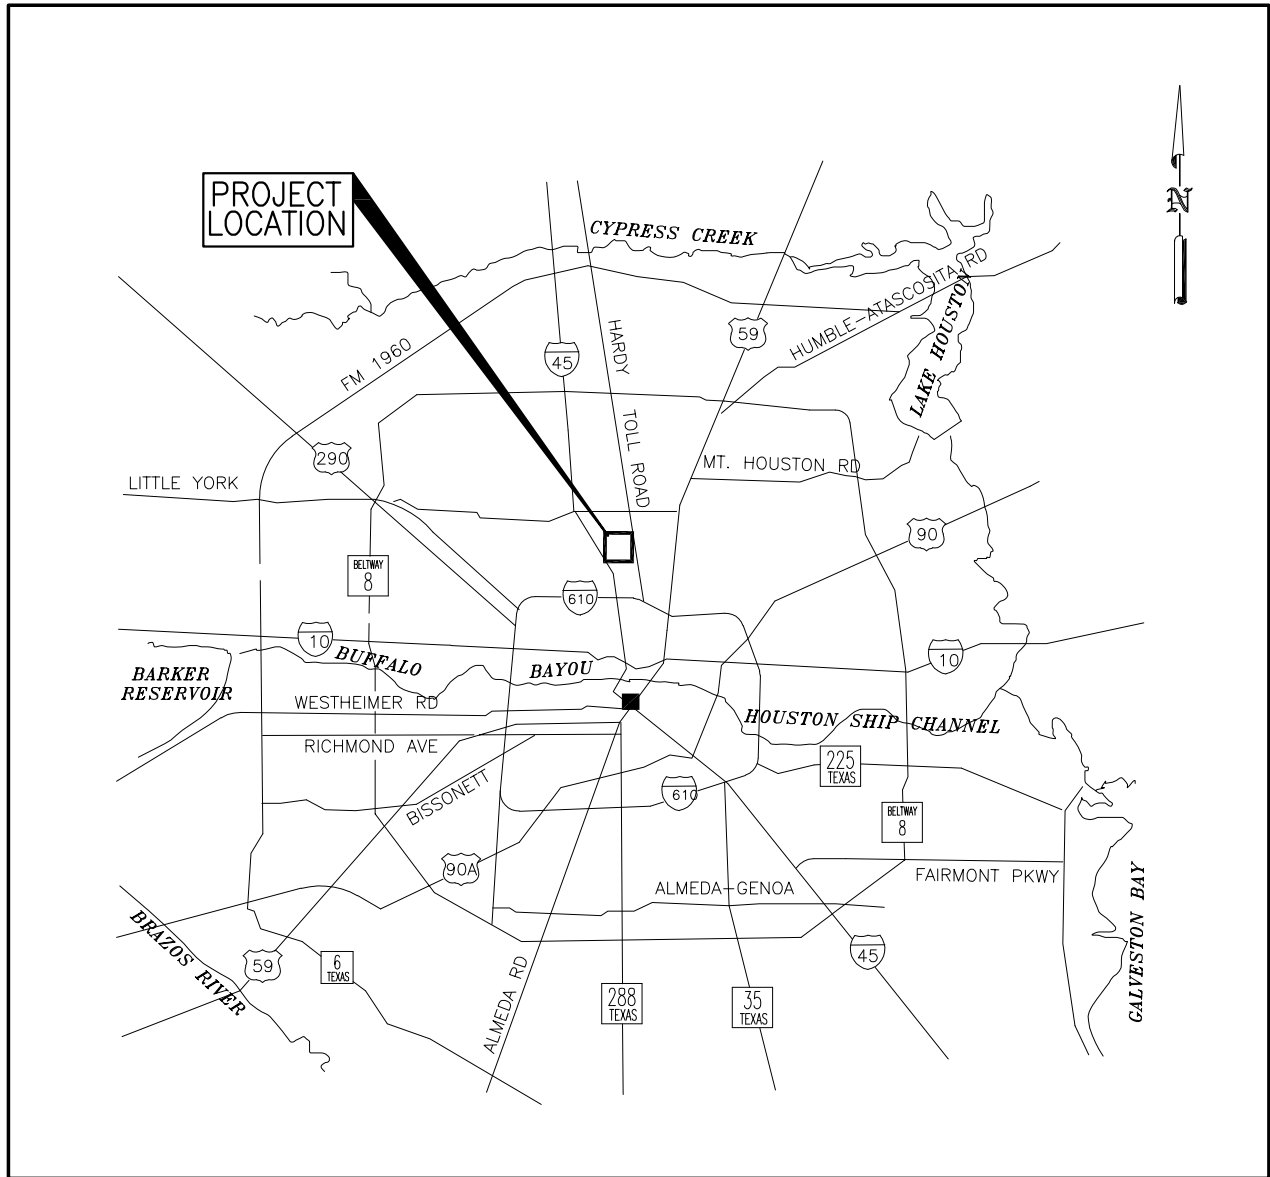 PROJECT
LOCATION
N
CYPRESS CREEK
HUMBLE-ATASCOSITA RD
LAKE HOUSTON
59
HARDY
TOLL ROAD
45
FM 1960
290
MT. HOUSTON RD
LITTLE YORK
90
BELTWAY
8
610
10
BUFFALO
BAYOU
10
BARKER
RESERVOIR
WESTHEIMER RD
HOUSTON SHIP CHANNEL
RICHMOND AVE
225
TEXAS
BISSONETT
610
BELTWAY
8
90A
ALMEDA-GENOA
FAIRMONT PKWY
GALVESTON BAY
BRAZOS RIVER
59
6
TEXAS
ALMEDA RD
288
TEXAS
35
TEXAS
45